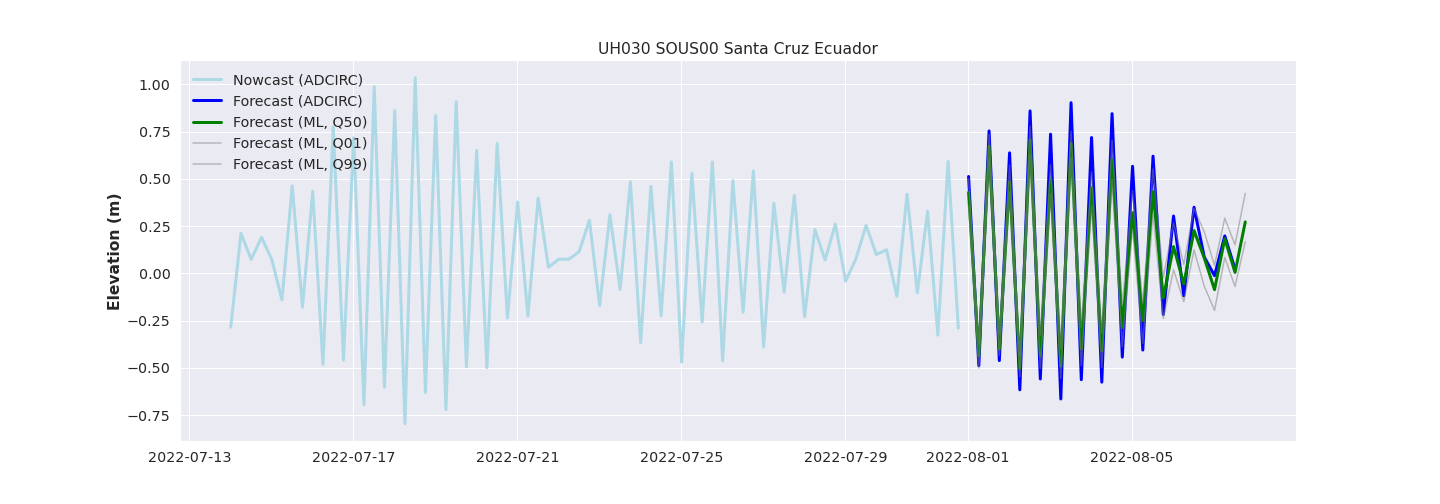 UH030 SOUS00 Santa Cruz Ecuador
Nowcast (ADCIRC)
Forecast (ADCIRC)
Forecast (ML, Q50)
Forecast (ML, Q01)
Forecast (ML, Q99)
Elevation (m)
1.00
0.75
0.50
0.25
0.00
−0.25
−0.50
−0.75
2022-07-13 2022-07-17 2022-07-21 2022-07-25 2022-07-29 2022-08-01 2022-08-05